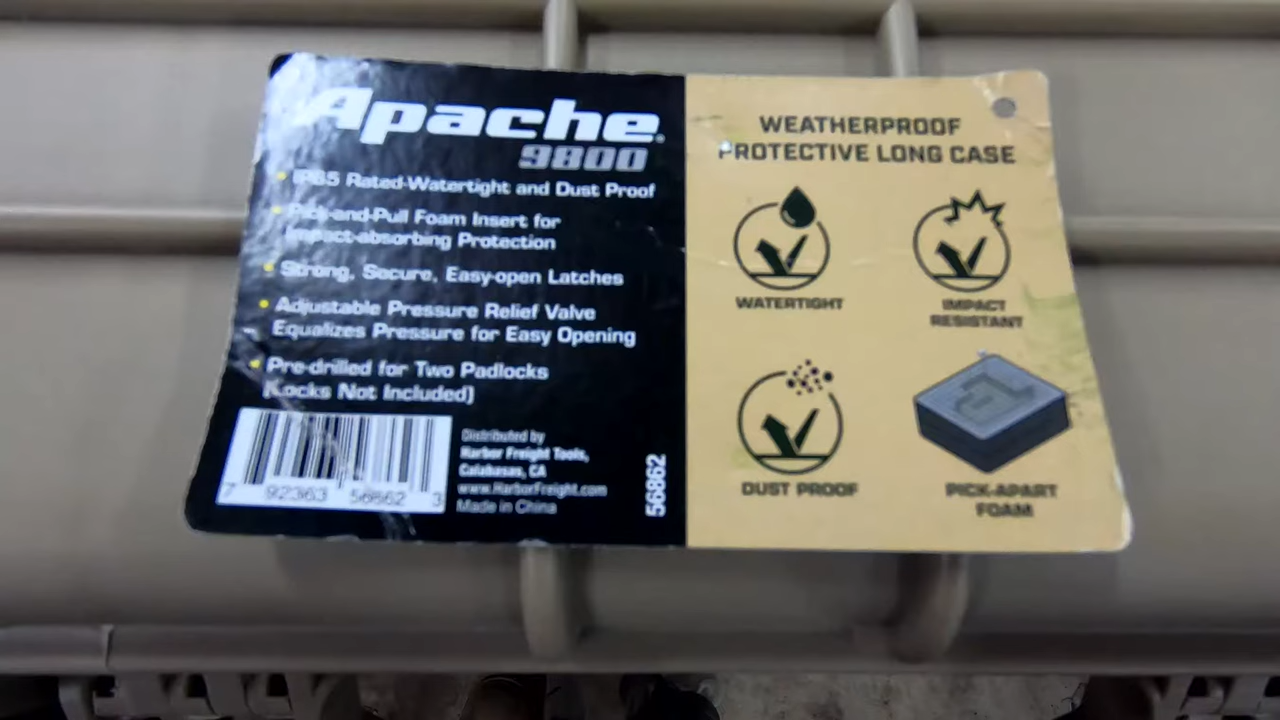 Apache
9800
IP65 Rated-Watertight and Dust Proof
Pick-and-Pull Foam Insert for
Impact-absorbing Protection
Strong, Secure, Easy-open Latches
Adjustable Pressure Relief Valve
Equalizes Pressure for Easy Opening
Pre-drilled for Two Padlocks
(Locks Not Included)
7 92363 56862 3
Distributed by
Harbor Freight Tools,
Calabasas, CA
www.HarborFreight.com
Made in China
56862
WEATHERPROOF
PROTECTIVE LONG CASE
WATERTIGHT
IMPACT
RESISTANT
DUST PROOF
PICK-APART
FOAM